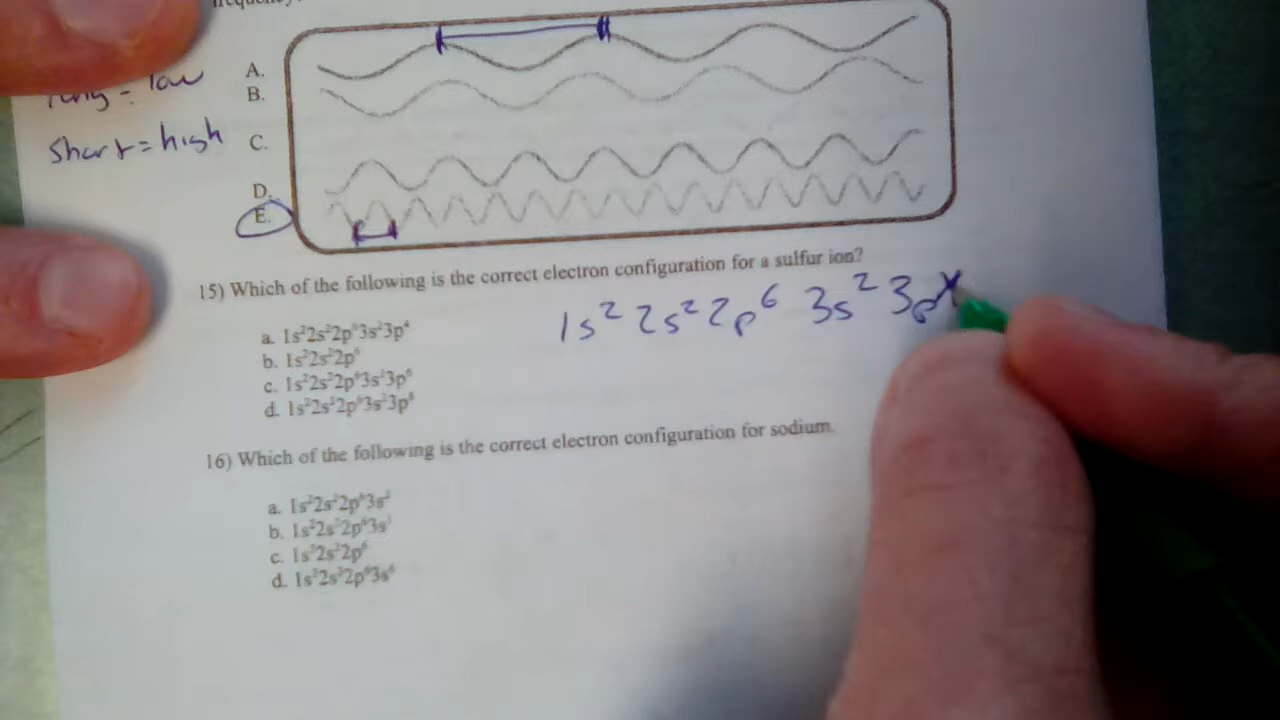 long = low
A.
B.
short = high
C.
D.
E.
15) Which of the following is the correct electron configuration for a sulfur ion?
1s² 2s² 2p⁶ 3s² 3p
a. 1s²2s²2p⁶3s²3p⁴
b. 1s²2s²2p⁶
c. 1s²2s²2p⁶3s²3p⁶
d. 1s²2s²2p⁶3s²3p⁸
16) Which of the following is the correct electron configuration for sodium.
a. 1s²2s²2p⁶3s²
b. 1s²2s²2p⁶3s¹
c. 1s²2s²2p⁶
d. 1s²2s²2p⁶3s⁶